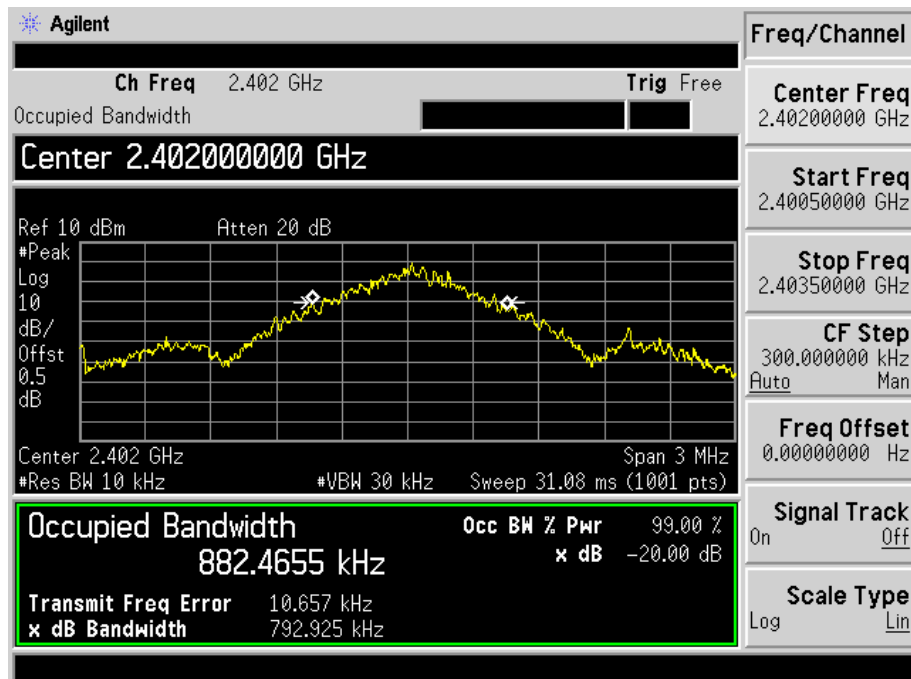 Agilent
Ch Freq 2.402 GHz Trig Free
Occupied Bandwidth
Center 2.402000000 GHz
Ref 10 dBm Atten 20 dB
#Peak
Log
10
dB/
Offst
0.5
dB
Center 2.402 GHz Span 3 MHz
#Res BW 10 kHz #VBW 30 kHz Sweep 31.08 ms (1001 pts)
Occupied Bandwidth Occ BW % Pwr 99.00 %
882.4655 kHz x dB -20.00 dB
Transmit Freq Error 10.657 kHz
x dB Bandwidth 792.925 kHz
Freq/Channel
Center Freq
2.40200000 GHz
Start Freq
2.40050000 GHz
Stop Freq
2.40350000 GHz
CF Step
300.000000 kHz
Auto Man
Freq Offset
0.00000000 Hz
Signal Track
On Off
Scale Type
Log Lin